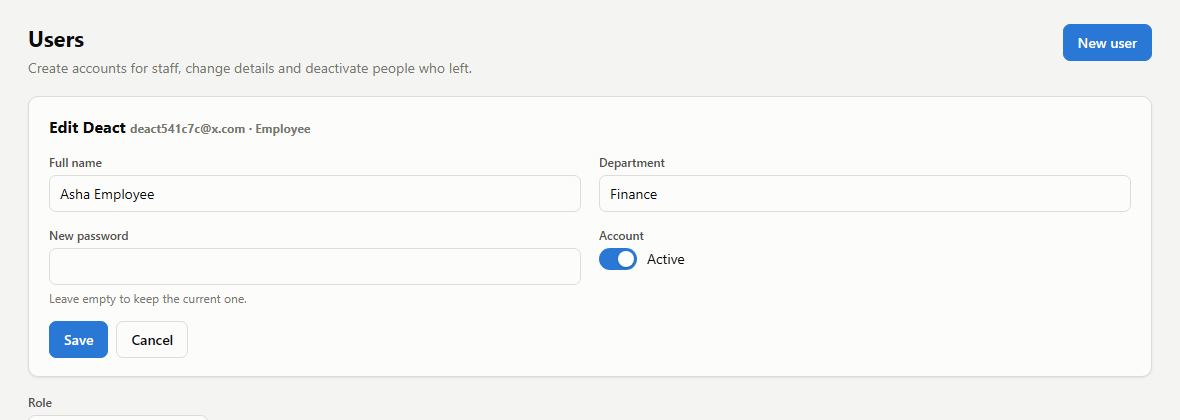 Users
New user
Create accounts for staff, change details and deactivate people who left.
Edit Deact deact541c7c@x.com · Employee
Full name
Department
Asha Employee
Finance
New password
Account
Active
Leave empty to keep the current one.
Save
Cancel
Role